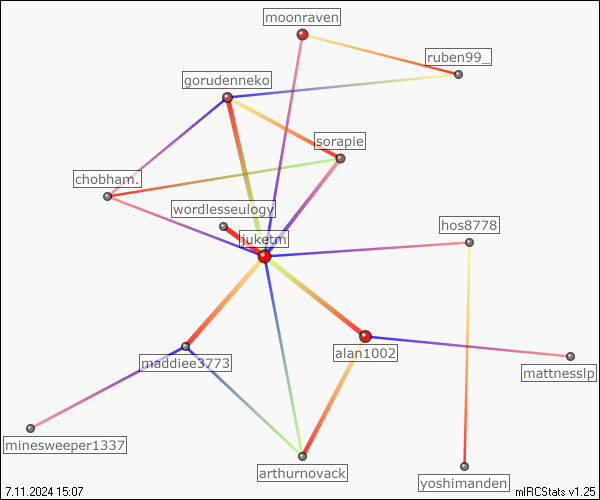 moonraven
ruben99_
gorudenneko
sorapie
chobham.
wordlesseulogy
hos8778
juketm
alan1002
maddiee3773
mattnesslp
minesweeper1337
arthurnovack
yoshimanden
7.11.2024 15:07
mIRCStats v1.25